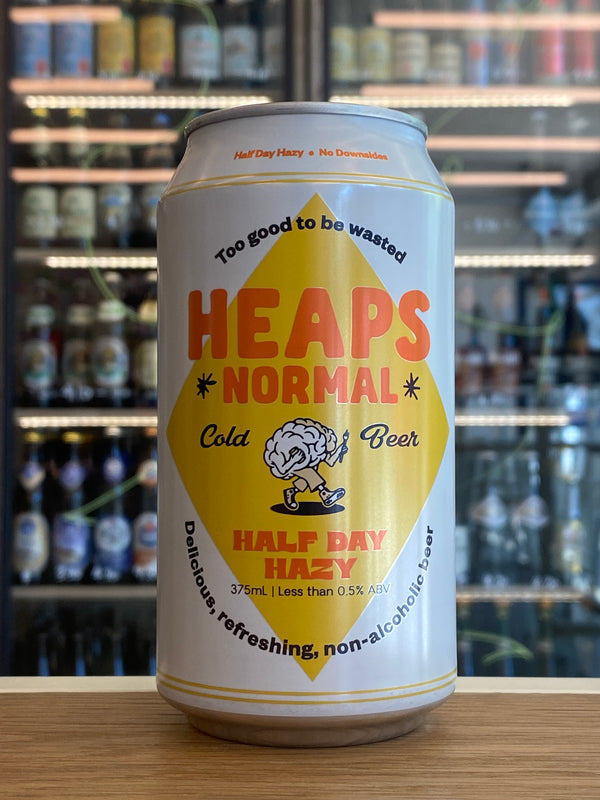 Half Day Hazy • No Downsides
Too good to be wasted
HEAPS
NORMAL
Cold Beer
HALF DAY
HAZY
375mL | Less than 0.5% ABV
Delicious, refreshing, non-alcoholic beer